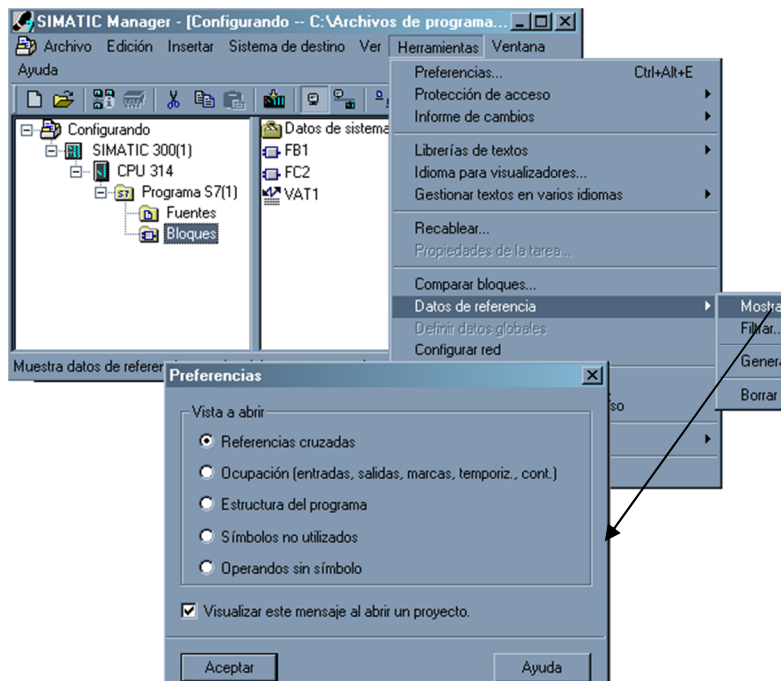 SIMATIC Manager - [Configurando -- C:\Archivos de programa...
Archivo Edición Insertar Sistema de destino Ver Herramientas Ventana
Ayuda
Configurando
SIMATIC 300(1)
CPU 314
Programa S7(1)
Fuentes
Bloques
Datos de sistema
FB1
FC2
VAT1
Preferencias... Ctrl+Alt+E
Protección de acceso
Informe de cambios
Librerías de textos
Idioma para visualizadores...
Gestionar textos en varios idiomas
Recablear...
Propiedades de la tarea...
Comparar bloques...
Datos de referencia
Definir datos globales
Configurar red
Mostra
Filtrar...
Genera
Borrar
Muestra datos de refere
so
Preferencias
Vista a abrir
Referencias cruzadas
Ocupación (entradas, salidas, marcas, temporiz., cont.)
Estructura del programa
Símbolos no utilizados
Operandos sin símbolo
Visualizar este mensaje al abrir un proyecto.
Aceptar Ayuda